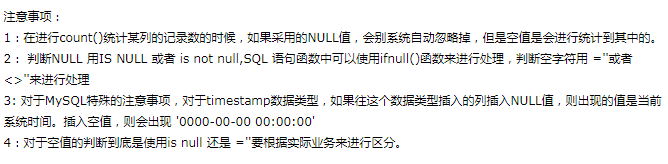 注意事项：
1：在进行count()统计某列的记录数的时候，如果采用的NULL值，会别系统自动忽略掉，但是空值是会进行统计到其中的。
2： 判断NULL 用IS NULL 或者 is not null,SQL 语句函数中可以使用ifnull()函数来进行处理，判断空字符用 =''或者
<>''来进行处理
3: 对于MySQL特殊的注意事项，对于timestamp数据类型，如果往这个数据类型插入的列插入NULL值，则出现的值是当前
系统时间。插入空值，则会出现 '0000-00-00 00:00:00'
4：对于空值的判断到底是使用is null 还是 =''要根据实际业务来进行区分。